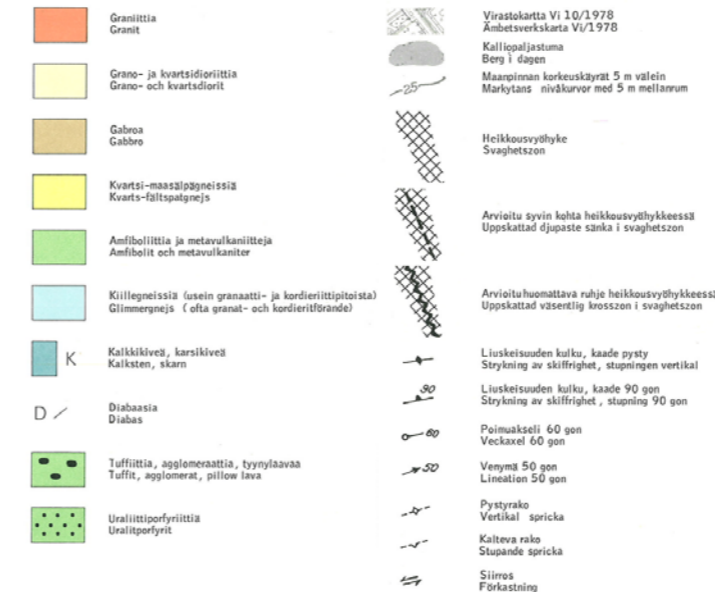 Graniittia
Granit
Grano- ja kvartsidioriittia
Grano- och kvartsdiorit
Gabroa
Gabbro
Kvartsi-maasälpägneissiä
Kvarts-fältspatgnejs
Amfiboliittia ja metavulkaniitteja
Amfibolit och metavulkaniter
Kiillegneissiä (usein granaatti- ja kordieriittipitoista)
Glimmergnejs ( ofta granat- och kordieritförande)
K
Kalkkikiveä, karsikiveä
Kalksten, skarn
D
Diabaasia
Diabas
Tuffiittia, agglomeraattia, tyynylaavaa
Tuffit, agglomerat, pillow lava
Uraliittiporfyriittiä
Uralitporfyrit
Virastokartta Vi 10/1978
Ämbetsverkskarta Vi/1978
Kalliopaljastuma
Berg i dagen
25
Maanpinnan korkeuskäyrät 5 m välein
Markytans nivåkurvor med 5 m mellanrum
Heikkousvyöhyke
Svaghetszon
Arvioitu syvin kohta heikkousvyöhykkeessä
Uppskattad djupaste sänka i svaghetszon
Arvioitu huomattava ruhje heikkousvyöhykkeessä
Uppskattad väsentlig krosszon i svaghetszon
Liuskeisuuden kulku, kaade pysty
Strykning av skiffrighet, stupningen vertikal
90
Liuskeisuuden kulku, kaade 90 gon
Strykning av skiffrighet, stupning 90 gon
60
Poimuakseli 60 gon
Veckaxel 60 gon
50
Venymä 50 gon
Lineation 50 gon
Pystyrako
Vertikal spricka
Kalteva rako
Stupande spricka
Siirros
Förkastning